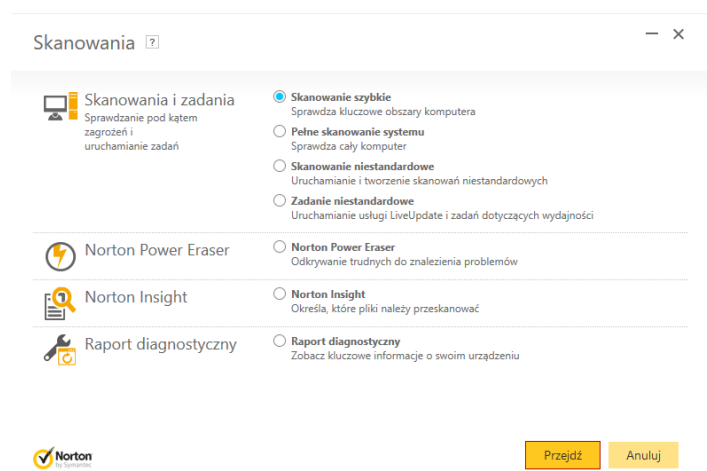 Skanowania ?
Skanowania i zadania
Sprawdzanie pod kątem
zagrożeń i
uruchamianie zadań
Skanowanie szybkie
Sprawdza kluczowe obszary komputera
Pełne skanowanie systemu
Sprawdza cały komputer
Skanowanie niestandardowe
Uruchamianie i tworzenie skanowań niestandardowych
Zadanie niestandardowe
Uruchamianie usługi LiveUpdate i zadań dotyczących wydajności
Norton Power Eraser
Norton Power Eraser
Odkrywanie trudnych do znalezienia problemów
Norton Insight
Norton Insight
Określa, które pliki należy przeskanować
Raport diagnostyczny
Raport diagnostyczny
Zobacz kluczowe informacje o swoim urządzeniu
Norton
by Symantec
Przejdź
Anuluj